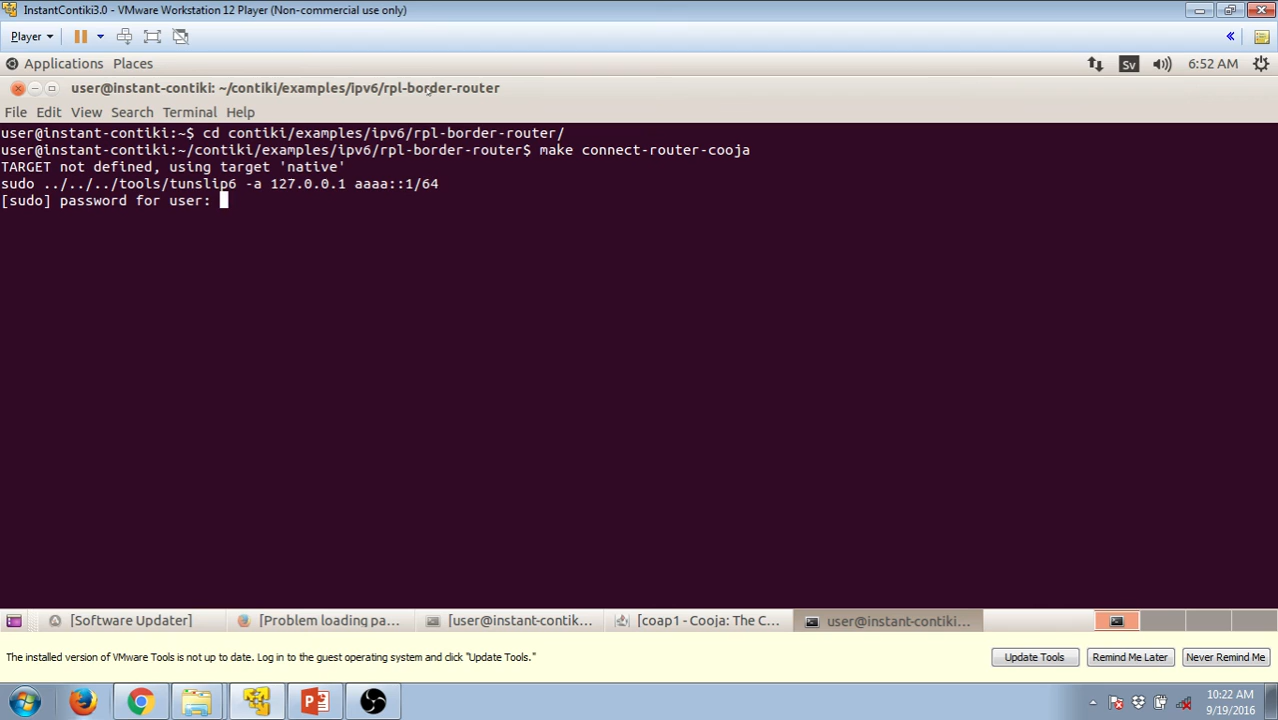 InstantContiki3.0 - VMware Workstation 12 Player (Non-commercial use only)
Player
Applications Places Sv 6:52 AM
user@instant-contiki: ~/contiki/examples/ipv6/rpl-border-router
File Edit View Search Terminal Help
user@instant-contiki:~$ cd contiki/examples/ipv6/rpl-border-router/
user@instant-contiki:~/contiki/examples/ipv6/rpl-border-router$ make connect-router-cooja
TARGET not defined, using target 'native'
sudo ../../../tools/tunslip6 -a 127.0.0.1 aaaa::1/64
[sudo] password for user:
[Software Updater] [Problem loading pa... [user@instant-contik... [coap1 - Cooja: The C... user@instant-contiki...
The installed version of VMware Tools is not up to date. Log in to the guest operating system and click "Update Tools." Update Tools Remind Me Later Never Remind Me
10:22 AM
9/19/2016